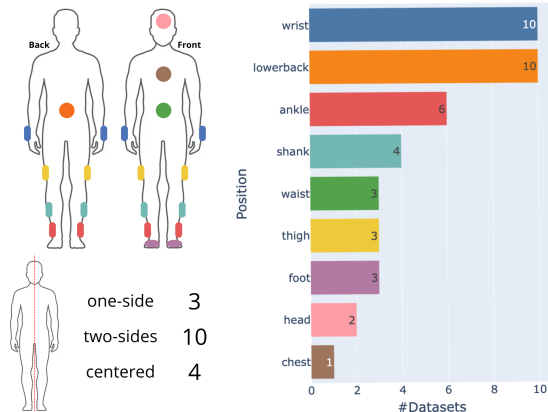 Back
Front
one-side 3
two-sides 10
centered 4
Position
wrist 10
lowerback 10
ankle 6
shank 4
waist 3
thigh 3
foot 3
head 2
chest 1
0 2 4 6 8 10
#Datasets